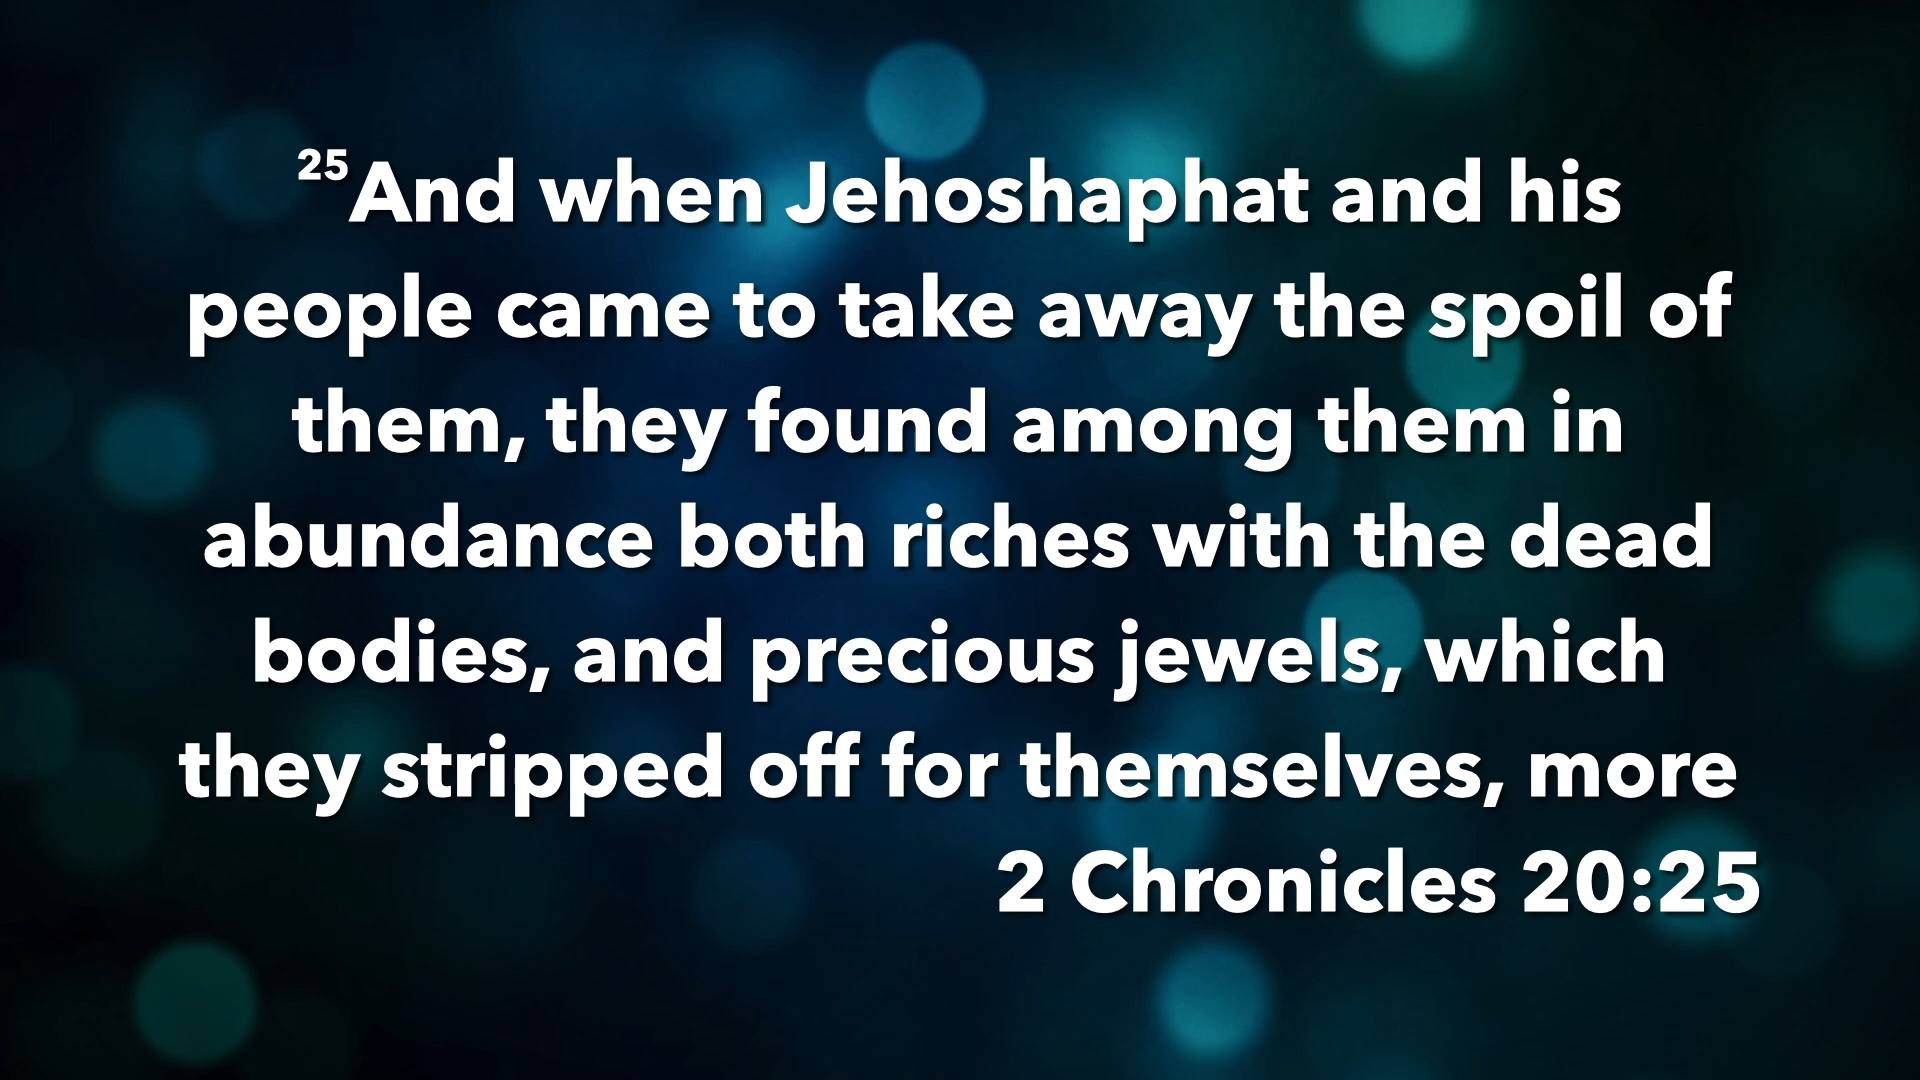 ²⁵And when Jehoshaphat and his
people came to take away the spoil of
them, they found among them in
abundance both riches with the dead
bodies, and precious jewels, which
they stripped off for themselves, more
2 Chronicles 20:25